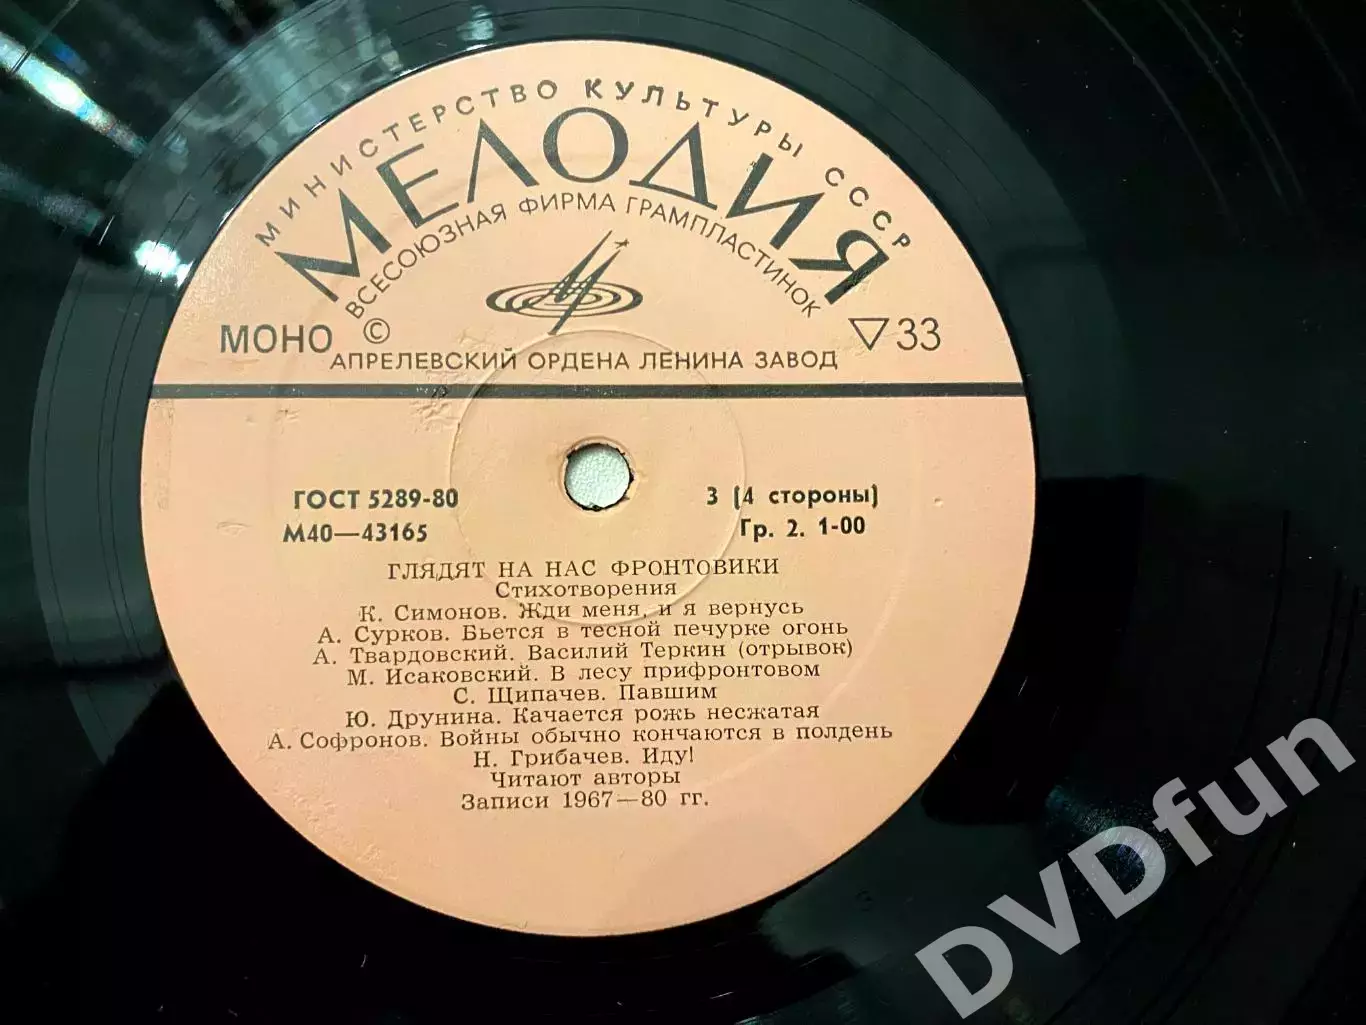 МИНИСТЕРСТВО КУЛЬТУРЫ СССР
МЕЛОДИЯ
ВСЕСОЮЗНАЯ ФИРМА ГРАМПЛАСТИНОК
МОНО © ▽ 33
АПРЕЛЕВСКИЙ ОРДЕНА ЛЕНИНА ЗАВОД
ГОСТ 5289-80 3 (4 стороны)
М40—43165 Гр. 2. 1-00
ГЛЯДЯТ НА НАС ФРОНТОВИКИ
Стихотворения
К. Симонов. Жди меня, и я вернусь
А. Сурков. Бьется в тесной печурке огонь
А. Твардовский. Василий Теркин (отрывок)
М. Исаковский. В лесу прифронтовом
С. Щипачев. Павшим
Ю. Друнина. Качается рожь несжатая
А. Софронов. Войны обычно кончаются в полдень
Н. Грибачев. Иду!
Читают авторы
Записи 1967—80 гг.
DVDfun